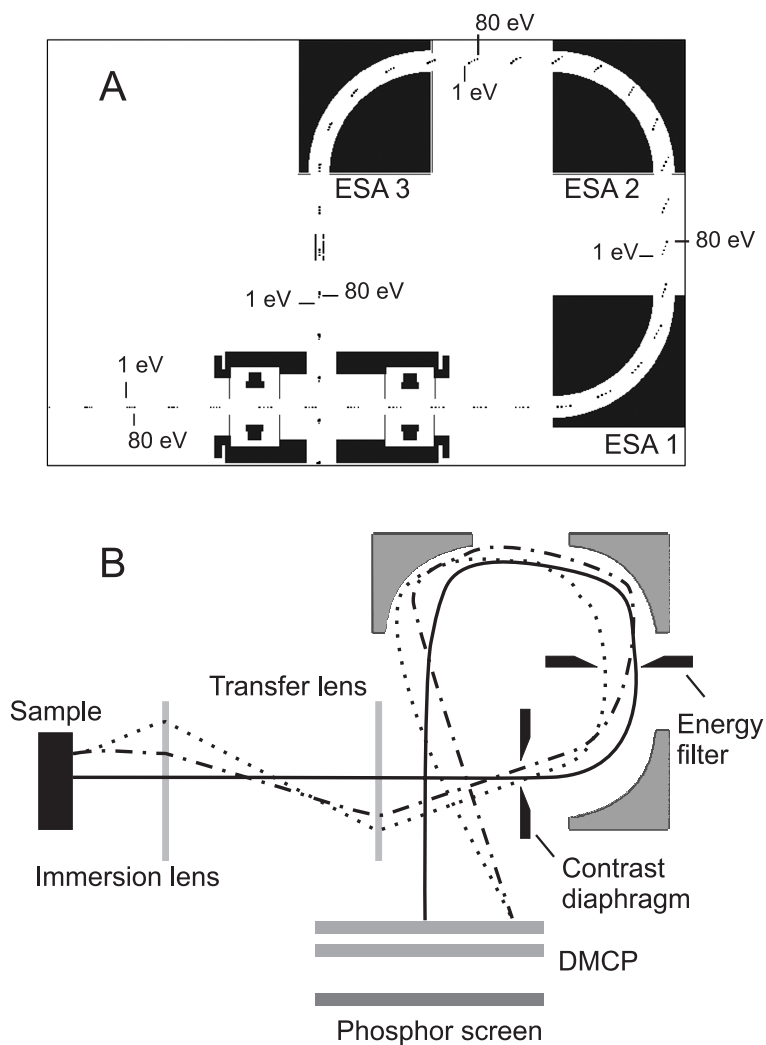 80 eV
A
1 eV
ESA 3
ESA 2
80 eV
1 eV
80 eV
1 eV
1 eV
80 eV
ESA 1
B
Transfer lens
Sample
Energy
filter
Immersion lens
Contrast
diaphragm
DMCP
Phosphor screen